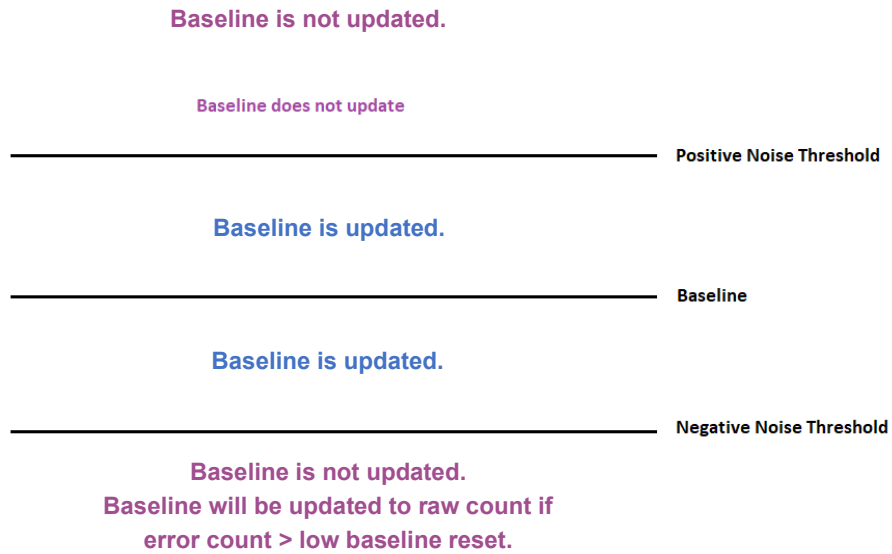 Baseline is not updated.
Baseline does not update
Positive Noise Threshold
Baseline is updated.
Baseline
Baseline is updated.
Negative Noise Threshold
Baseline is not updated.
Baseline will be updated to raw count if
error count > low baseline reset.